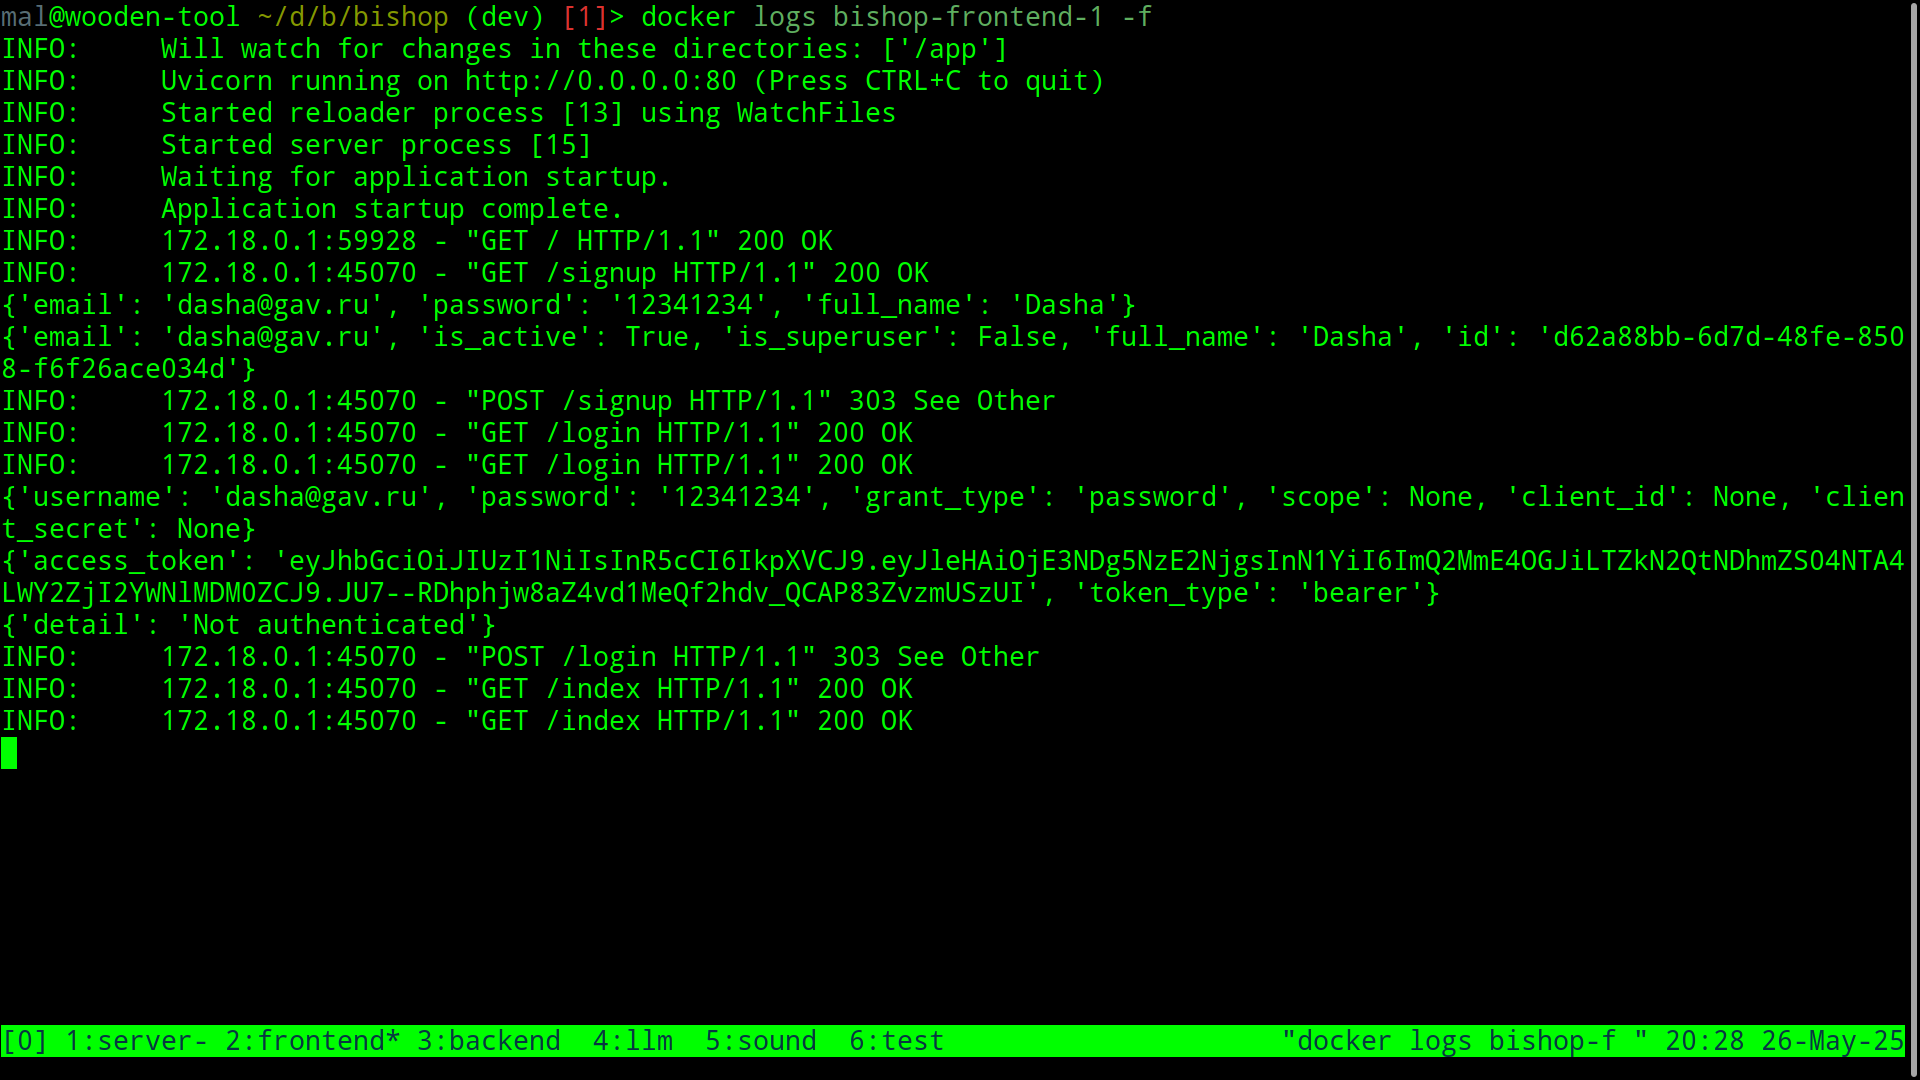 mal@wooden-tool ~/d/b/bishop (dev) [1]> docker logs bishop-frontend-1 -f
INFO:     Will watch for changes in these directories: ['/app']
INFO:     Uvicorn running on http://0.0.0.0:80 (Press CTRL+C to quit)
INFO:     Started reloader process [13] using WatchFiles
INFO:     Started server process [15]
INFO:     Waiting for application startup.
INFO:     Application startup complete.
INFO:     172.18.0.1:59928 - "GET / HTTP/1.1" 200 OK
INFO:     172.18.0.1:45070 - "GET /signup HTTP/1.1" 200 OK
{'email': 'dasha@gav.ru', 'password': '12341234', 'full_name': 'Dasha'}
{'email': 'dasha@gav.ru', 'is_active': True, 'is_superuser': False, 'full_name': 'Dasha', 'id': 'd62a88bb-6d7d-48fe-850
8-f6f26ace034d'}
INFO:     172.18.0.1:45070 - "POST /signup HTTP/1.1" 303 See Other
INFO:     172.18.0.1:45070 - "GET /login HTTP/1.1" 200 OK
INFO:     172.18.0.1:45070 - "GET /login HTTP/1.1" 200 OK
{'username': 'dasha@gav.ru', 'password': '12341234', 'grant_type': 'password', 'scope': None, 'client_id': None, 'clien
t_secret': None}
{'access_token': 'eyJhbGciOiJIUzI1NiIsInR5cCI6IkpXVCJ9.eyJleHAiOjE3NDg5NzE2NjgsInN1YiI6ImQ2MmE4OGJiLTZkN2QtNDhmZS04NTA4
LWY2ZjI2YWNlMDM0ZCJ9.JU7--RDhphjw8aZ4vd1MeQf2hdv_QCAP83ZvzmUSzUI', 'token_type': 'bearer'}
{'detail': 'Not authenticated'}
INFO:     172.18.0.1:45070 - "POST /login HTTP/1.1" 303 See Other
INFO:     172.18.0.1:45070 - "GET /index HTTP/1.1" 200 OK
INFO:     172.18.0.1:45070 - "GET /index HTTP/1.1" 200 OK
[0] 1:server- 2:frontend* 3:backend  4:llm  5:sound  6:test                     "docker logs bishop-f " 20:28 26-May-25